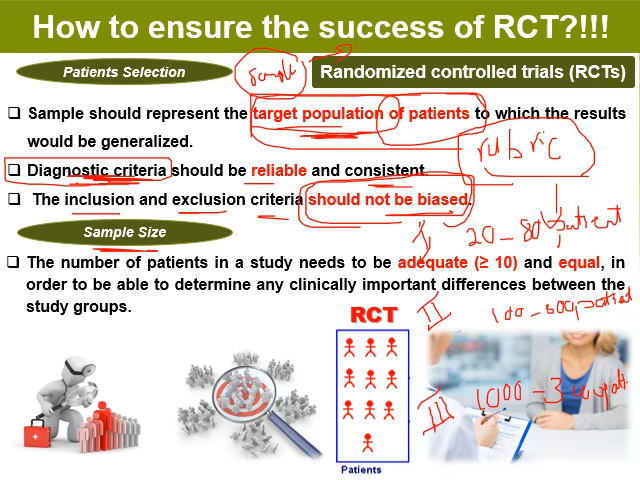 How to ensure the success of RCT?!!!
Patients Selection
sample
Randomized controlled trials (RCTs)
❑ Sample should represent the target population of patients to which the results
would be generalized.
rubric
❑ Diagnostic criteria should be reliable and consistent.
❑ The inclusion and exclusion criteria should not be biased.
I
20 - 80 patient
Sample Size
❑ The number of patients in a study needs to be adequate (≥ 10) and equal, in
order to be able to determine any clinically important differences between the
study groups.
RCT
II
100 - 300 patient
III
1000 - 3
Patients